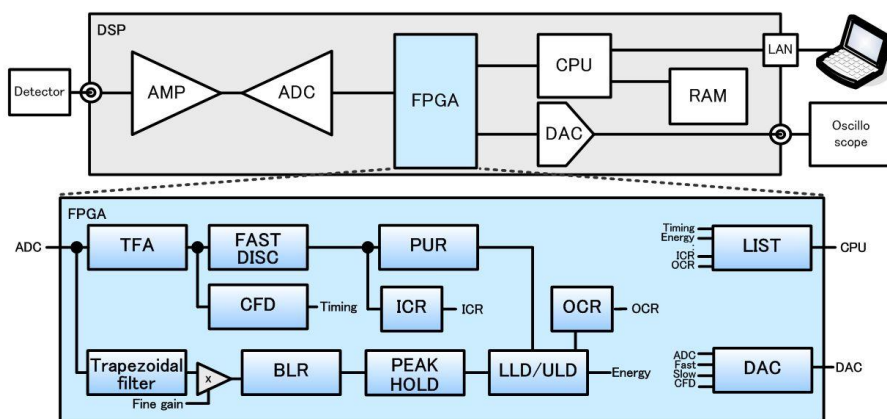 DSP
Detector
AMP
ADC
FPGA
CPU
RAM
DAC
LAN
Oscillo
scope
FPGA
ADC
TFA
FAST
DISC
PUR
CFD
Timing
ICR
ICR
OCR
OCR
Trapezoidal
filter
x
Fine gain
BLR
PEAK
HOLD
LLD/ULD
Energy
Timing
Energy
:
ICR
OCR
LIST
CPU
ADC
Fast
Slow
CFD
DAC
DAC